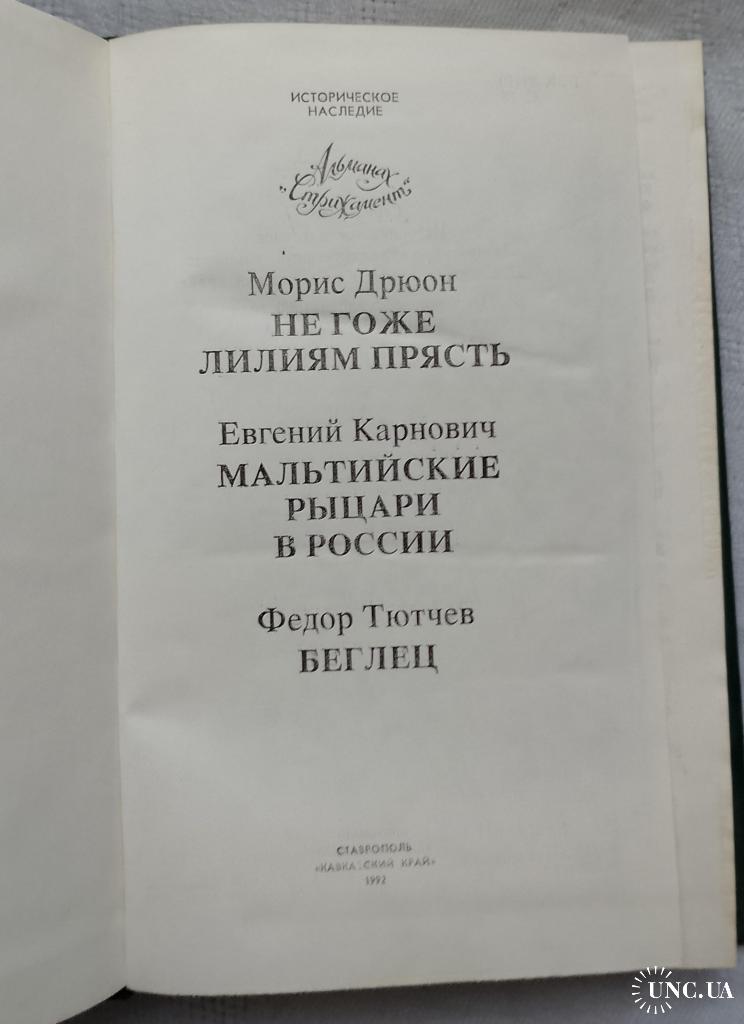 ИСТОРИЧЕСКОЕ
НАСЛЕДИЕ
Альманах
„Стрижамент“
Морис Дрюон
НЕ ГОЖЕ
ЛИЛИЯМ ПРЯСТЬ
Евгений Карнович
МАЛЬТИЙСКИЕ
РЫЦАРИ
В РОССИИ
Федор Тютчев
БЕГЛЕЦ
СТАВРОПОЛЬ
«КАВКАЗСКИЙ КРАЙ»
1992
UNC.UA